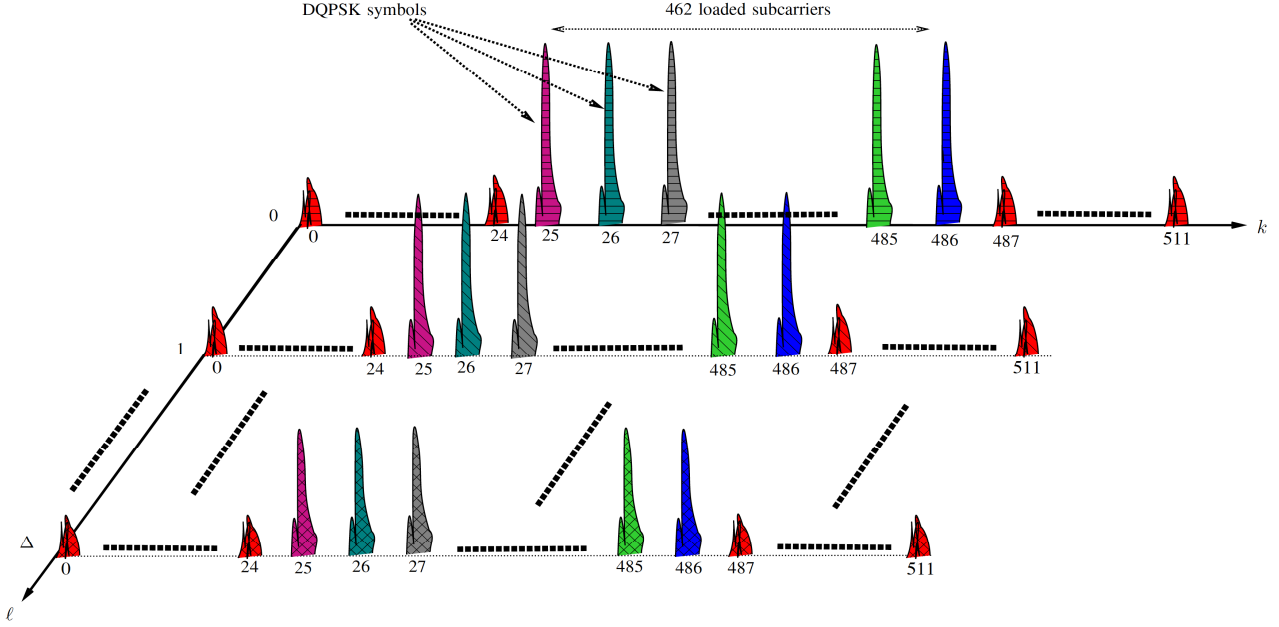 DQPSK symbols 462 loaded subcarriers
0
0 24 25 26 27 485 486 487 511 k
1
0 24 25 26 27 485 486 487 511
Δ
0 24 25 26 27 485 486 487 511
ℓ